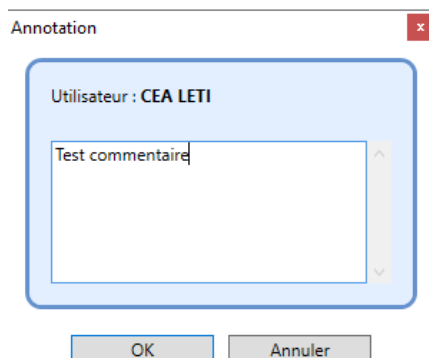 Annotation
x
Utilisateur : CEA LETI
Test commentaire
OK Annuler